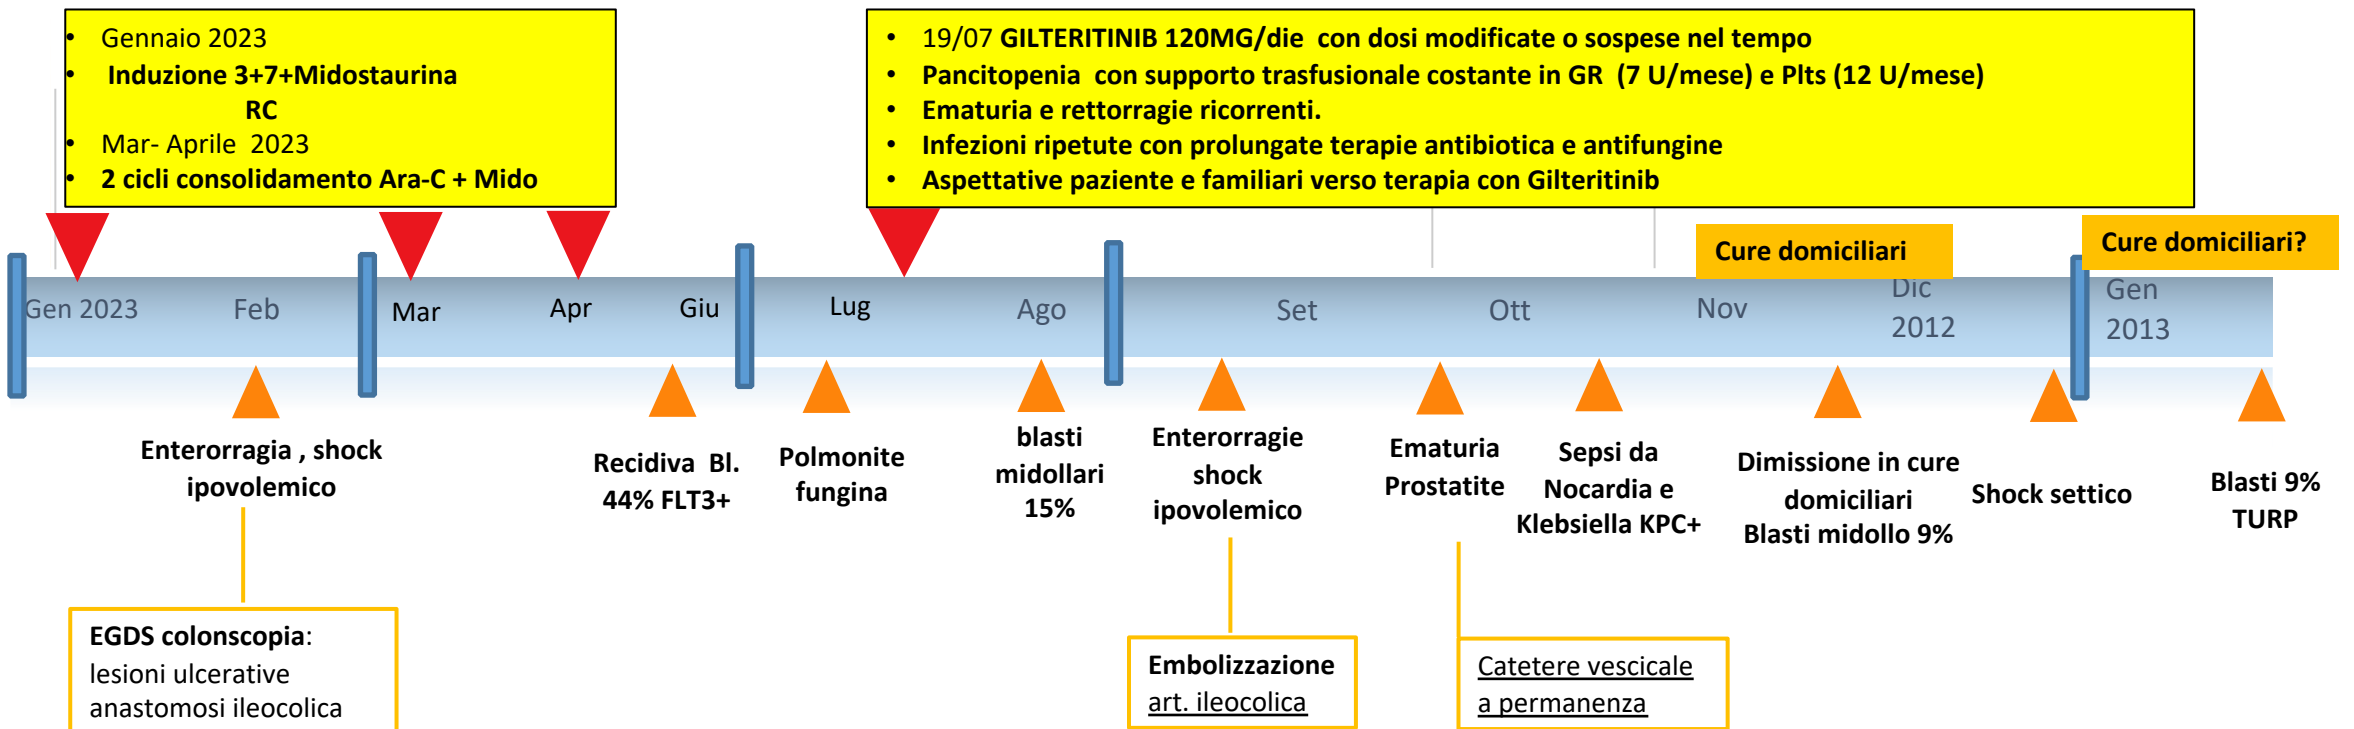 • Gennaio 2023
• Induzione 3+7+Midostaurina
RC
• Mar- Aprile 2023
• 2 cicli consolidamento Ara-C + Mido
• 19/07 GILTERITINIB 120MG/die con dosi modificate o sospese nel tempo
• Pancitopenia con supporto trasfusionale costante in GR (7 U/mese) e Plts (12 U/mese)
• Ematuria e rettorragie ricorrenti.
• Infezioni ripetute con prolungate terapie antibiotica e antifungine
• Aspettative paziente e familiari verso terapia con Gilteritinib
Cure domiciliari
Cure domiciliari?
Gen 2023
Feb
Mar
Apr
Giu
Lug
Ago
Set
Ott
Nov
Dic
2012
Gen
2013
Enterorragia , shock
ipovolemico
Recidiva Bl.
44% FLT3+
Polmonite
fungina
blasti
midollari
15%
Enterorragie
shock
ipovolemico
Ematuria
Prostatite
Sepsi da
Nocardia e
Klebsiella KPC+
Dimissione in cure
domiciliari
Blasti midollo 9%
Shock settico
Blasti 9%
TURP
EGDS colonscopia:
lesioni ulcerative
anastomosi ileocolica
Embolizzazione
art. ileocolica
Catetere vescicale
a permanenza